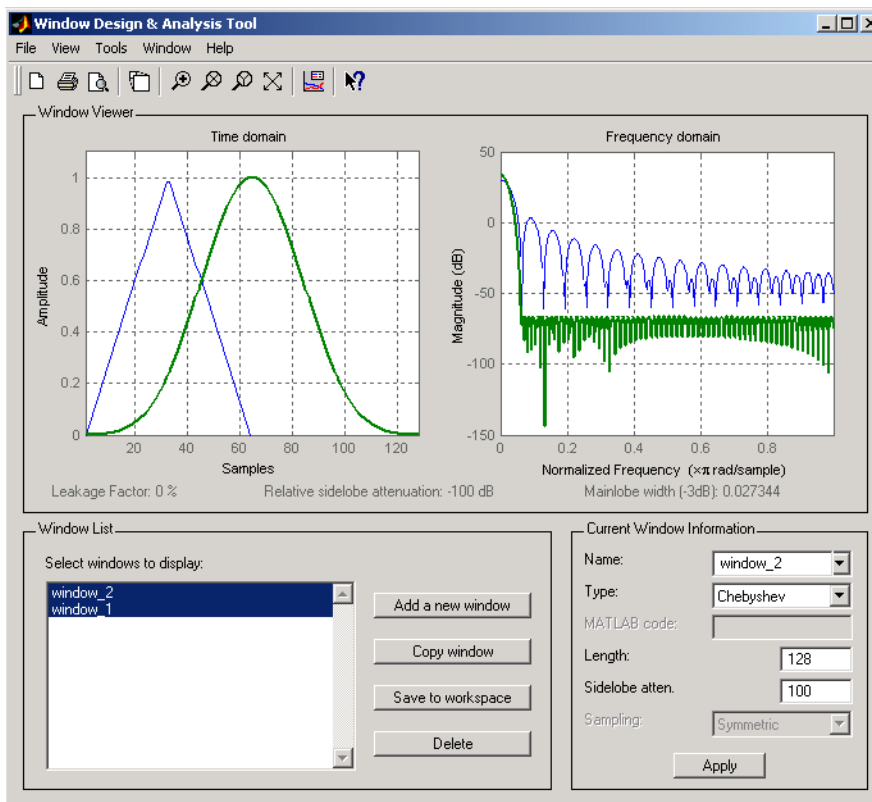 Window Design & Analysis Tool
File View Tools Window Help
Window Viewer
Time domain
Amplitude
1
0.8
0.6
0.4
0.2
0
20 40 60 80 100 120
Samples
Frequency domain
Magnitude (dB)
50
0
-50
-100
-150
0 0.2 0.4 0.6 0.8
Normalized Frequency (×π rad/sample)
Leakage Factor: 0 % Relative sidelobe attenuation: -100 dB Mainlobe width (-3dB): 0.027344
Window List
Select windows to display:
window_2
window_1
Add a new window
Copy window
Save to workspace
Delete
Current Window Information
Name: window_2
Type: Chebyshev
MATLAB code:
Length: 128
Sidelobe atten. 100
Sampling: Symmetric
Apply